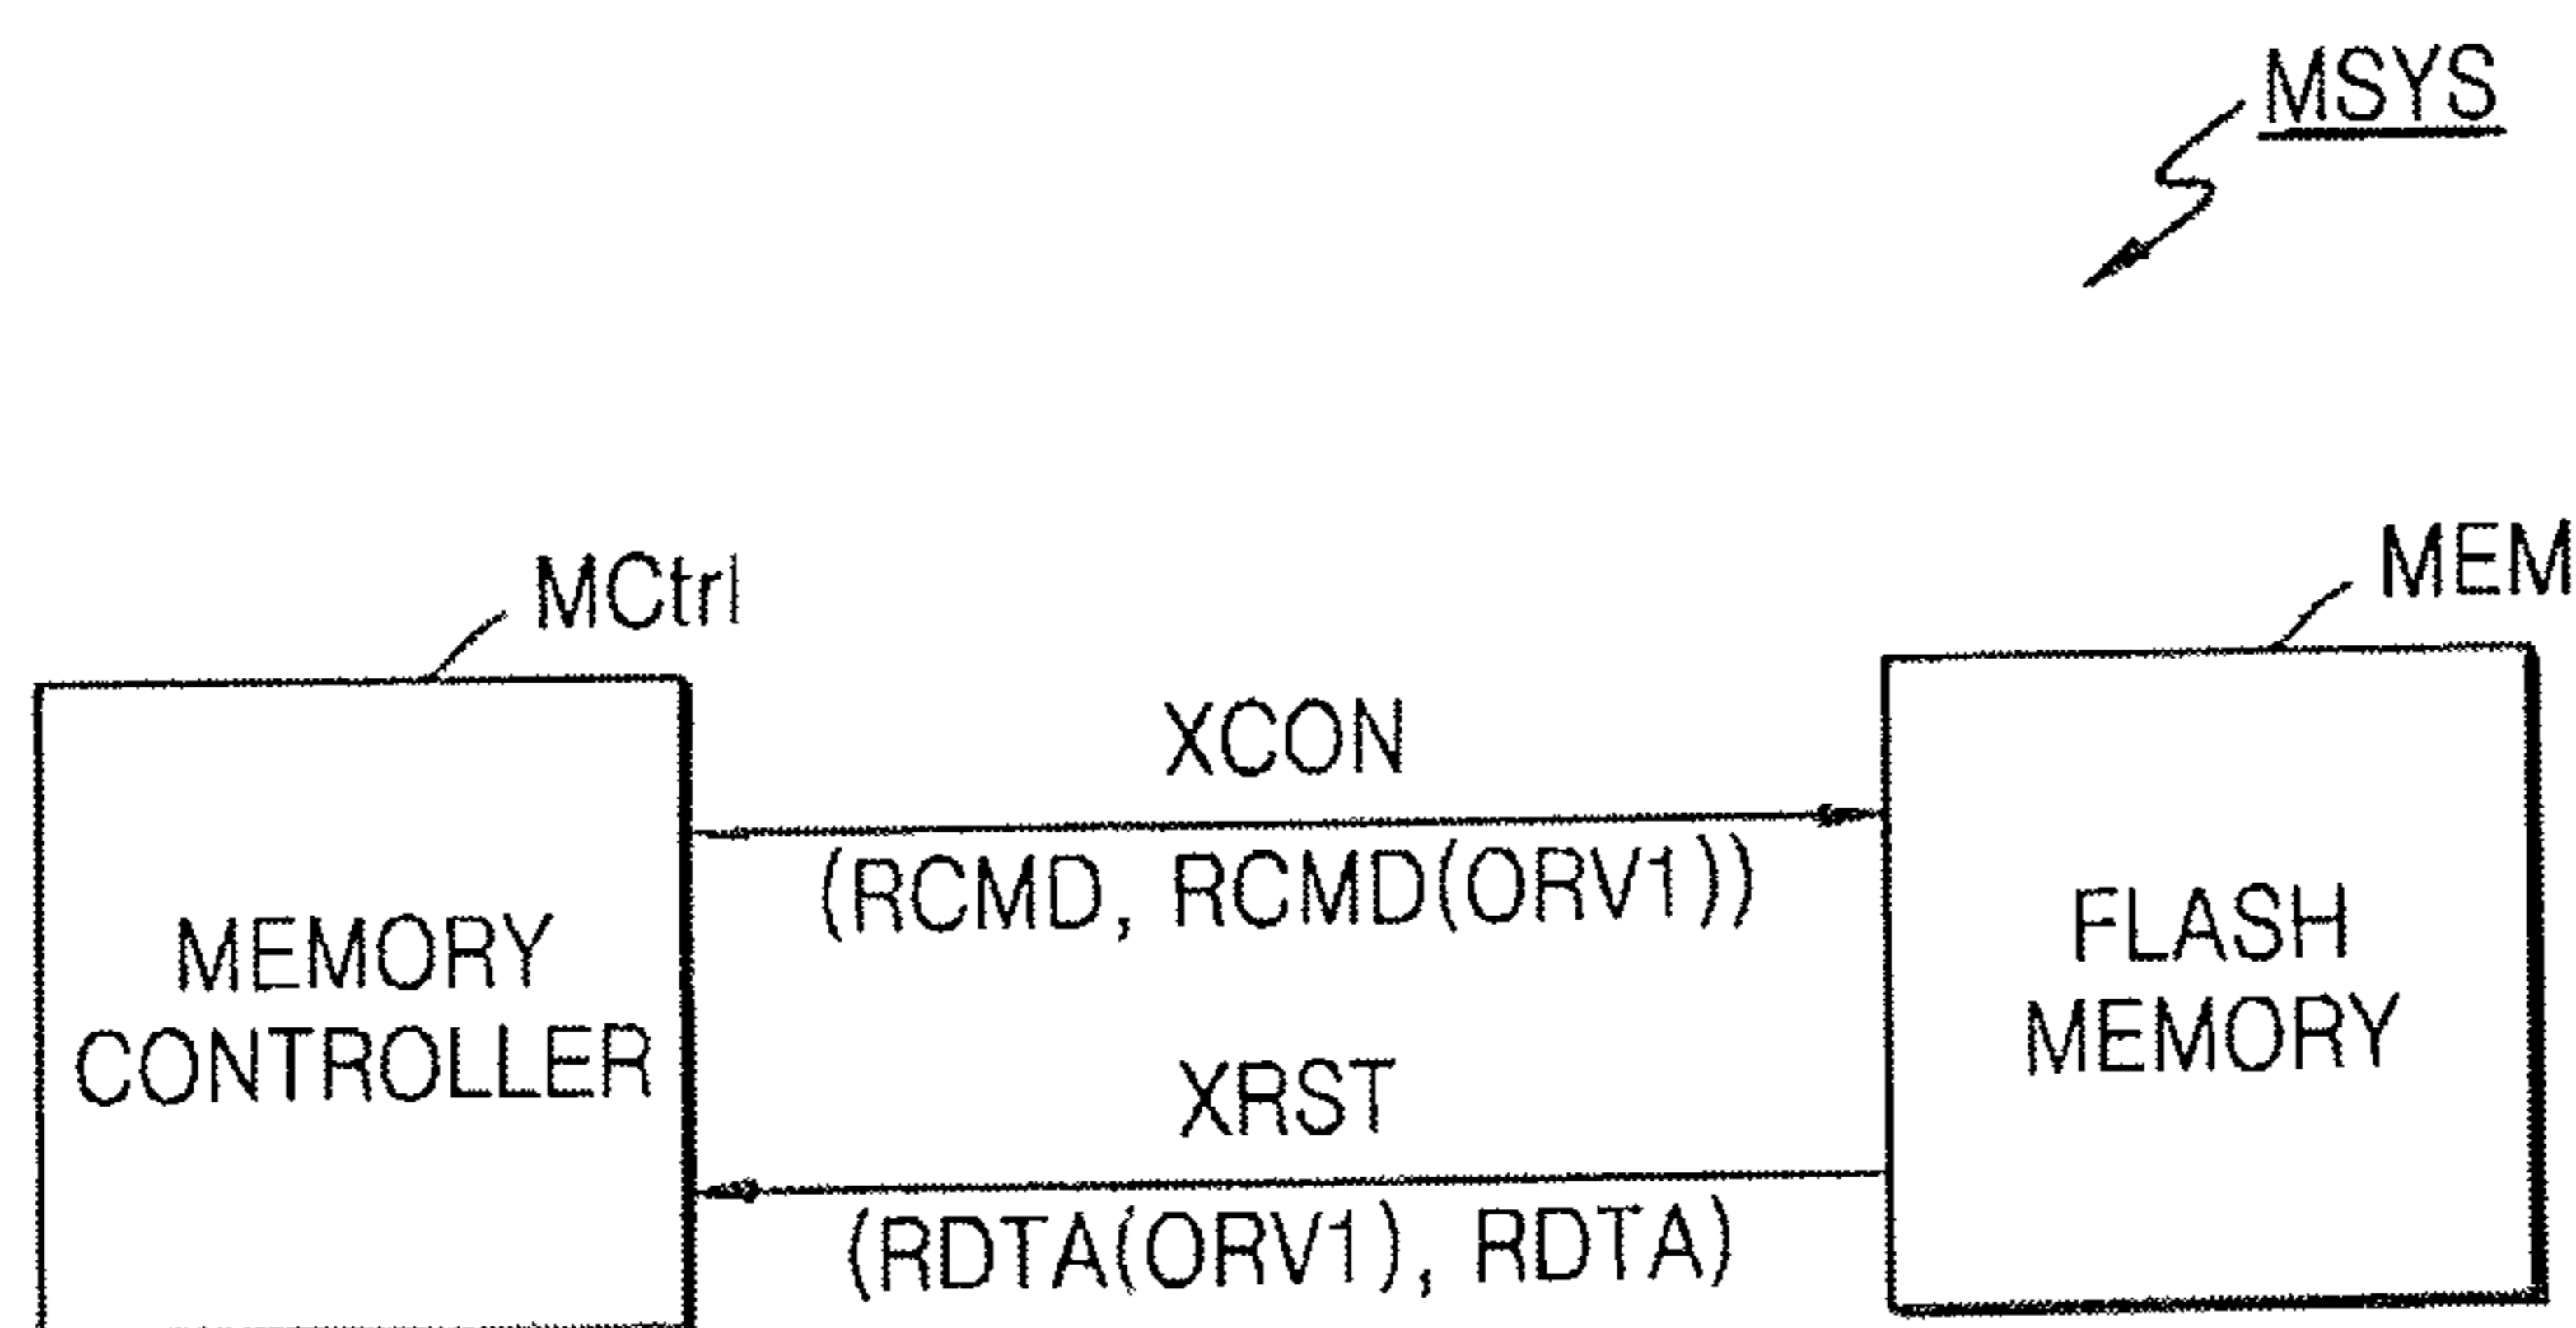 MSYS
MCtrl
MEM
XCON
(RCMD, RCMD(ORV1))
MEMORY
CONTROLLER
FLASH
MEMORY
XRST
(RDTA(ORV1), RDTA)